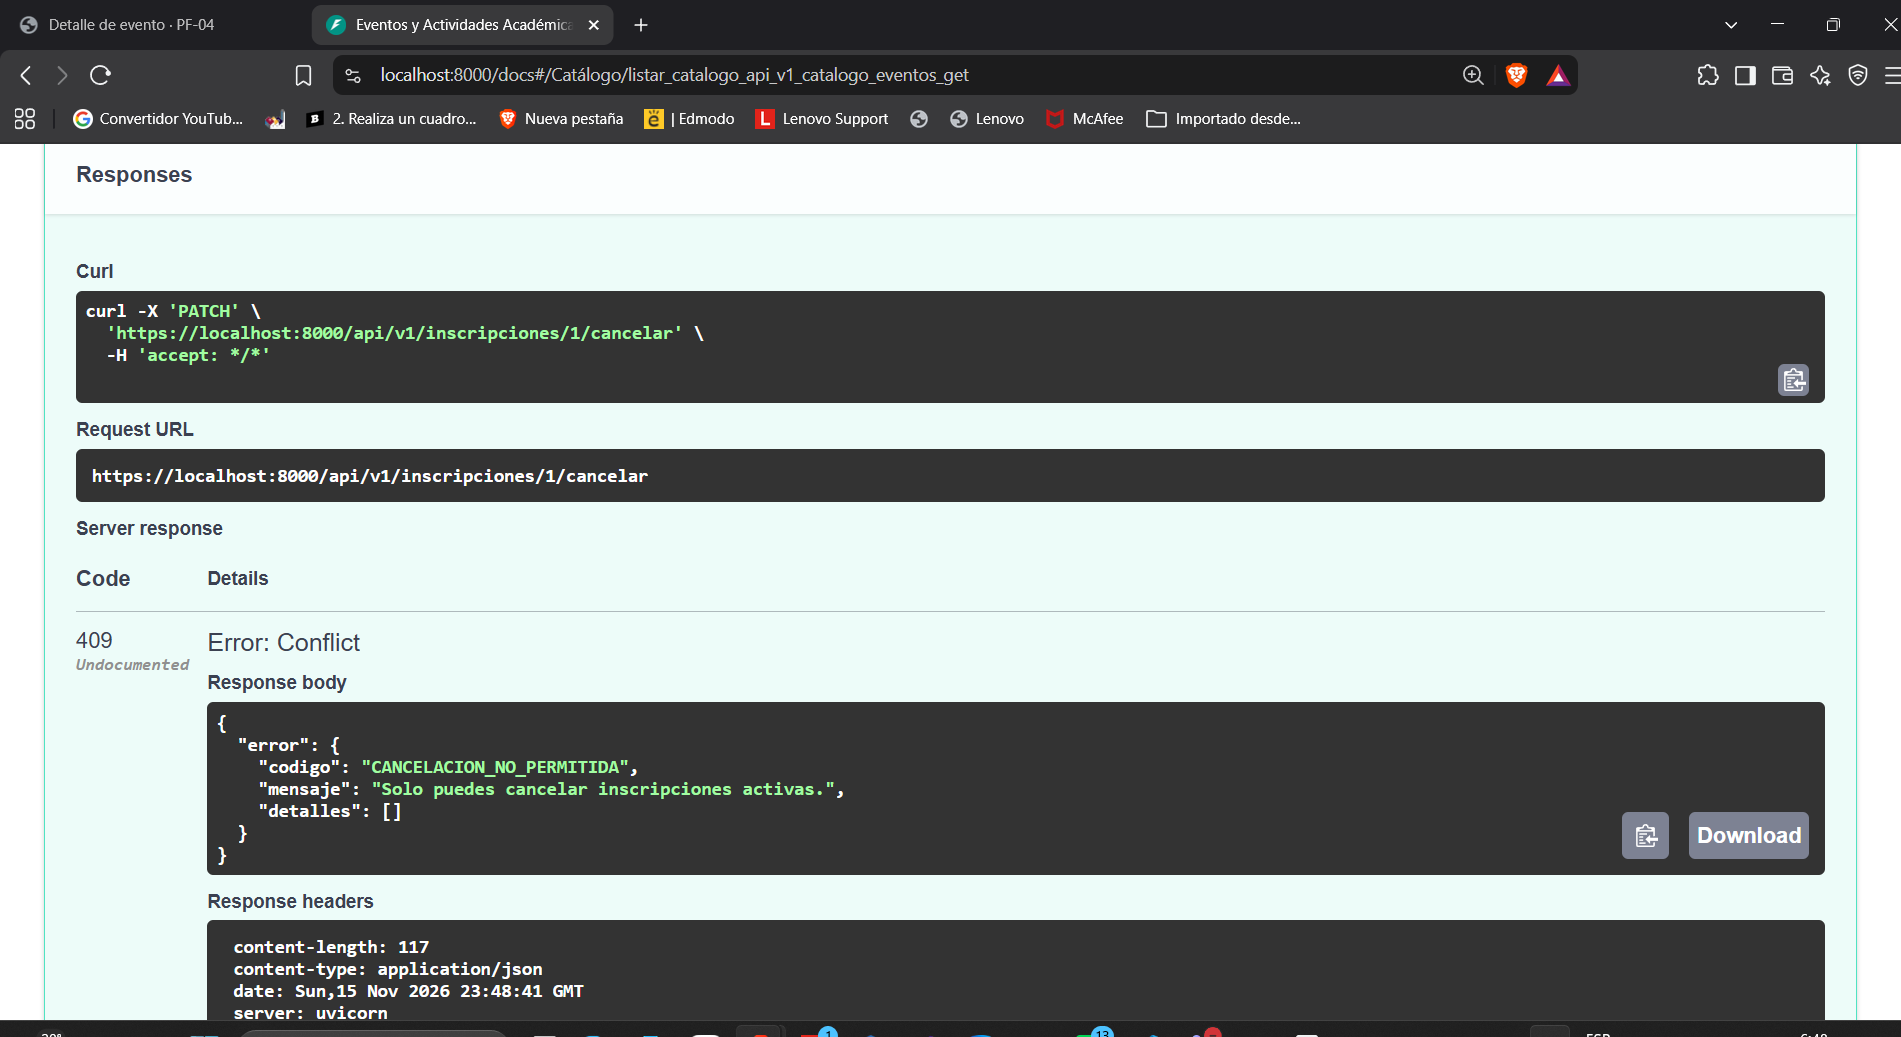 Detalle de evento · PF-04
Eventos y Actividades Académica
localhost:8000/docs#/Catálogo/listar_catalogo_api_v1_catalogo_eventos_get
Convertidor YouTub...
2. Realiza un cuadro...
Nueva pestaña
| Edmodo
Lenovo Support
Lenovo
McAfee
Importado desde...
Responses
Curl
curl -X 'PATCH' \
'https://localhost:8000/api/v1/inscripciones/1/cancelar' \
-H 'accept: */*'
Request URL
https://localhost:8000/api/v1/inscripciones/1/cancelar
Server response
Code Details
409 Error: Conflict
Undocumented
Response body
{
"error": {
"codigo": "CANCELACION_NO_PERMITIDA",
"mensaje": "Solo puedes cancelar inscripciones activas.",
"detalles": []
}
}
Download
Response headers
content-length: 117
content-type: application/json
date: Sun,15 Nov 2026 23:48:41 GMT
server: uvicorn
1
13